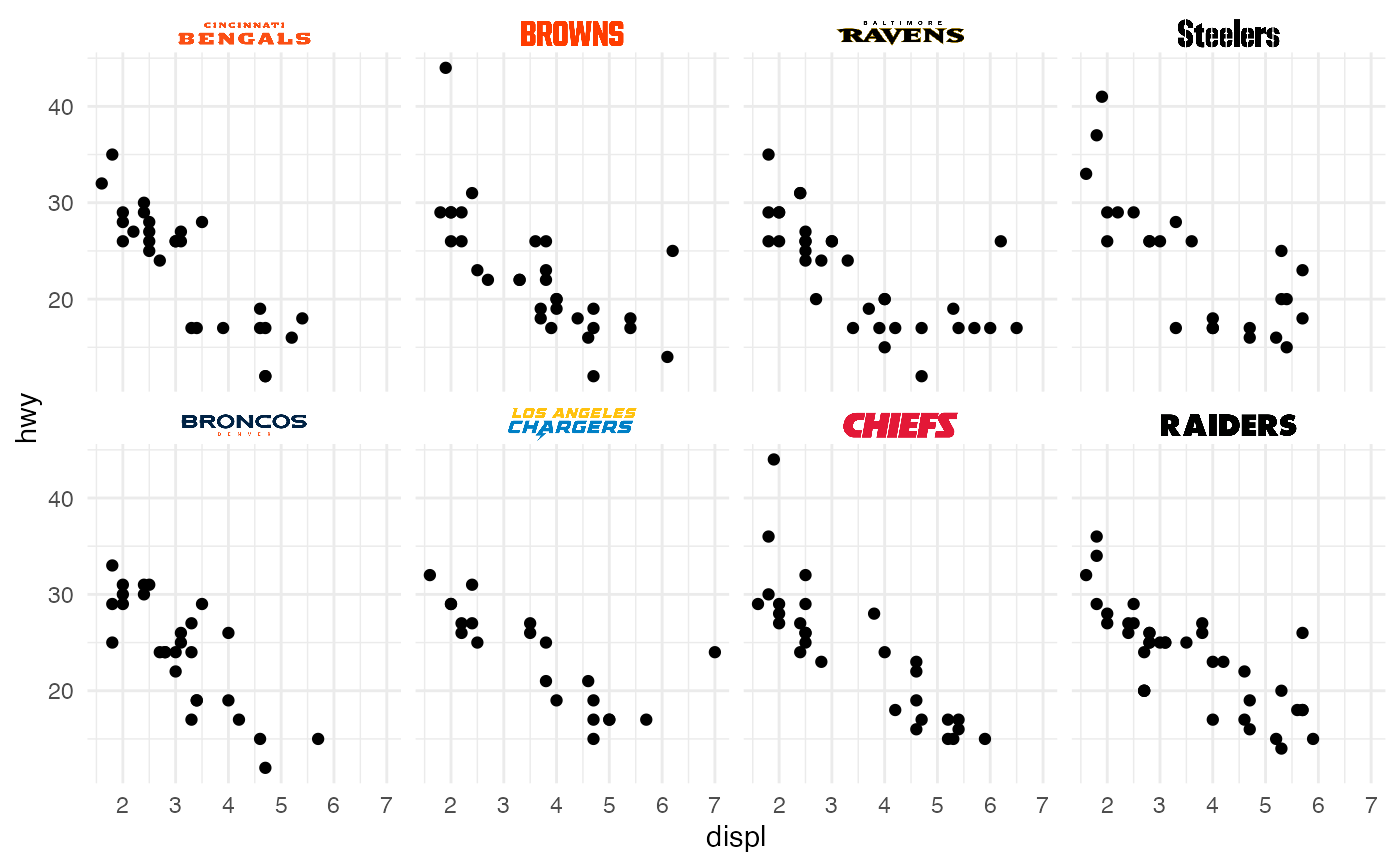 CINCINNATI
BENGALS
BROWNS
BALTIMORE
RAVENS
Steelers
40
30
20
BRONCOS
DENVER
LOS ANGELES
CHARGERS
CHIEFS
RAIDERS
40
30
20
hwy
2 3 4 5 6 7
2 3 4 5 6 7
2 3 4 5 6 7
2 3 4 5 6 7
displ